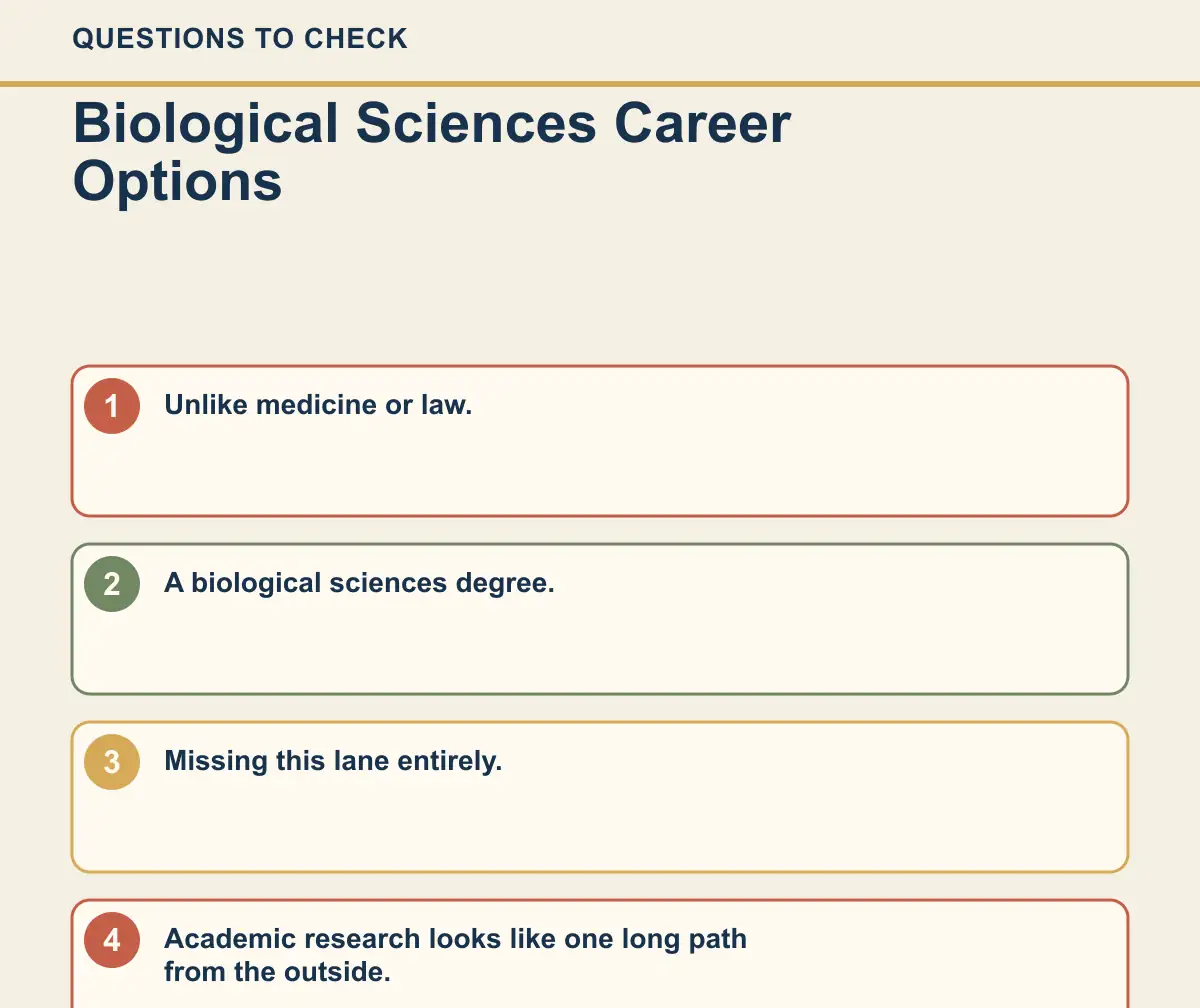 QUESTIONS TO CHECK
Biological Sciences Career
Options
1
Unlike medicine or law.
2
A biological sciences degree.
3
Missing this lane entirely.
4
Academic research looks like one long path
from the outside.